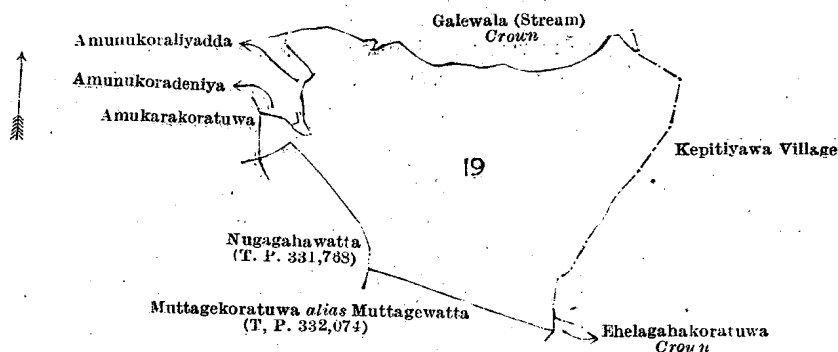 Galewala (Stream)
Crown
Amunukoraliyadda
Amunukoradeniya
Amukarakoratuwa
Kepitiyawa Village
19
Nugagahawatta
(T. P. 331,768)
Muttagekoratuwa alias Muttagewatta
(T, P. 332,074)
Ehelagahakoratuwa
Crown